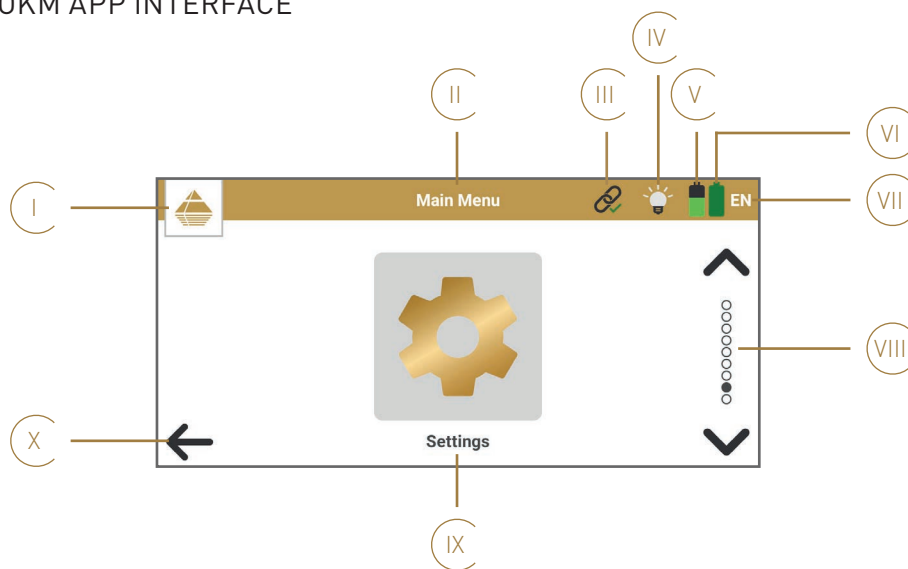 UKM APP INTERFACE
IV
II
III
V
VI
I
Main Menu
EN
VII
VIII
X
Settings
IX